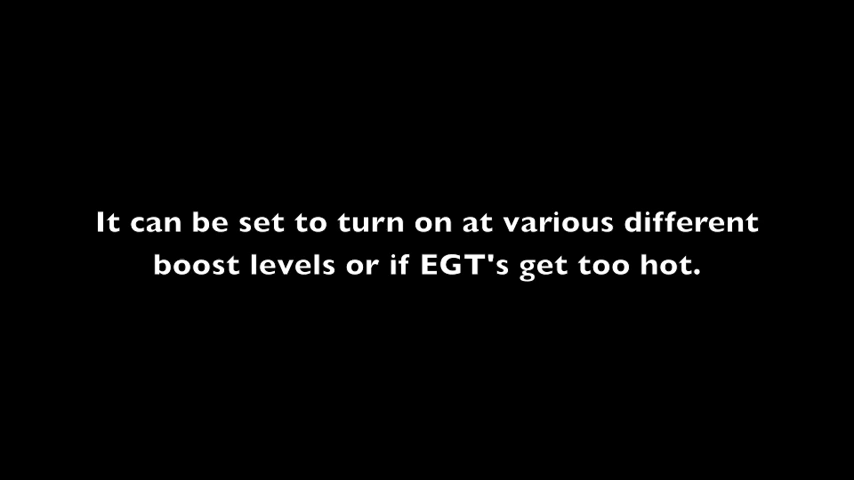 It can be set to turn on at various different
boost levels or if EGT's get too hot.